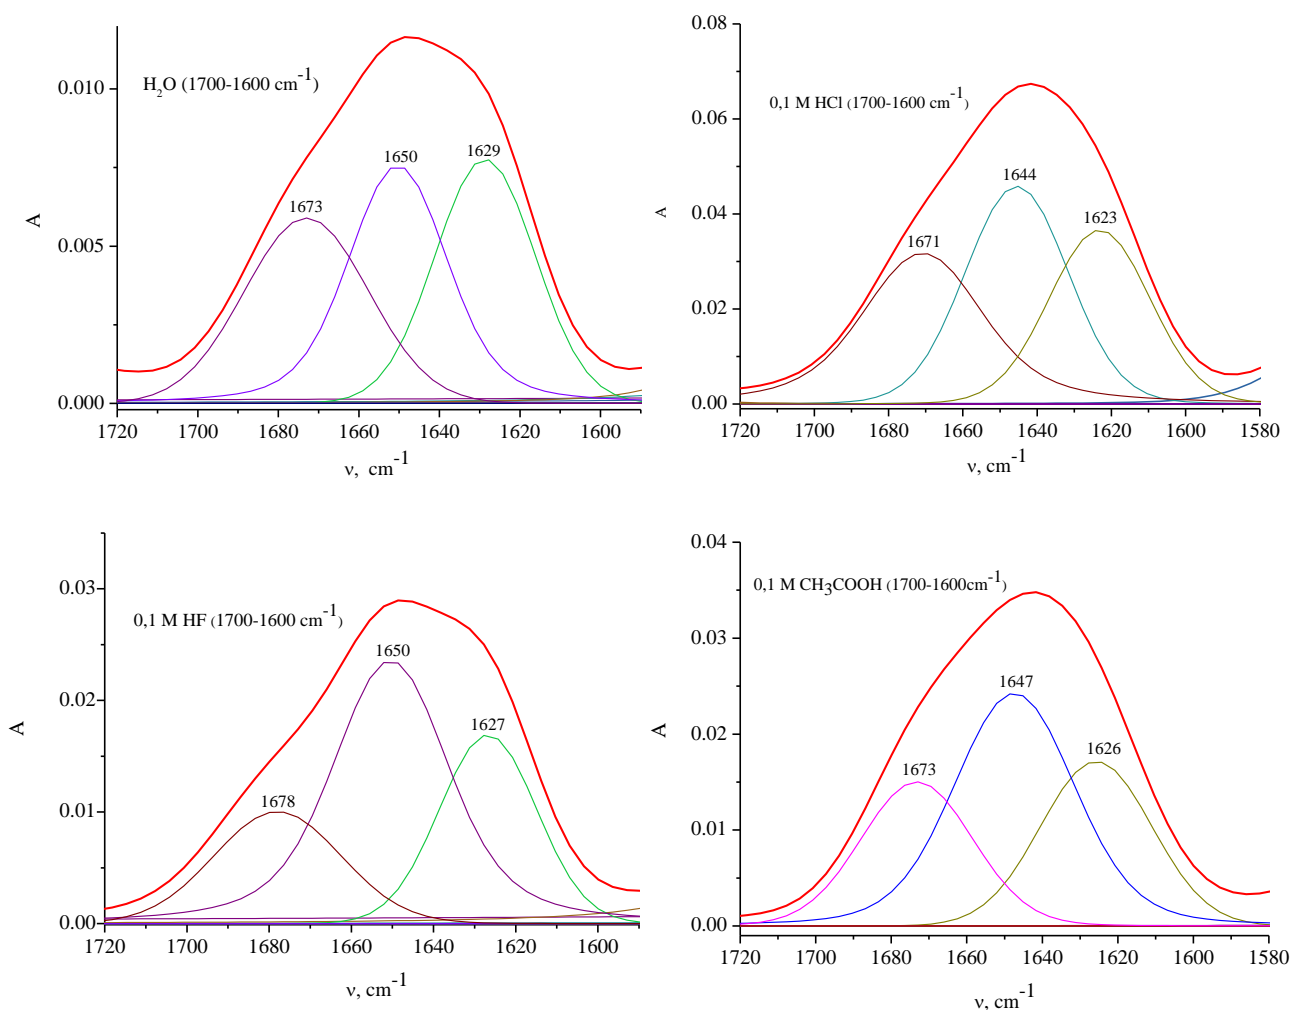 H2O (1700-1600 cm-1)
0.010
0.005
0.000
A
1673
1650
1629
1720 1700 1680 1660 1640 1620 1600
ν, cm-1
0,1 M HCl (1700-1600 cm-1)
0.08
0.06
0.04
0.02
0.00
A
1671
1644
1623
1720 1700 1680 1660 1640 1620 1600 1580
ν, cm-1
0,1 M HF (1700-1600 cm-1)
0.03
0.02
0.01
0.00
A
1678
1650
1627
1720 1700 1680 1660 1640 1620 1600
ν, cm-1
0,1 M CH3COOH (1700-1600cm-1)
0.04
0.03
0.02
0.01
0.00
A
1673
1647
1626
1720 1700 1680 1660 1640 1620 1600 1580
ν, cm-1